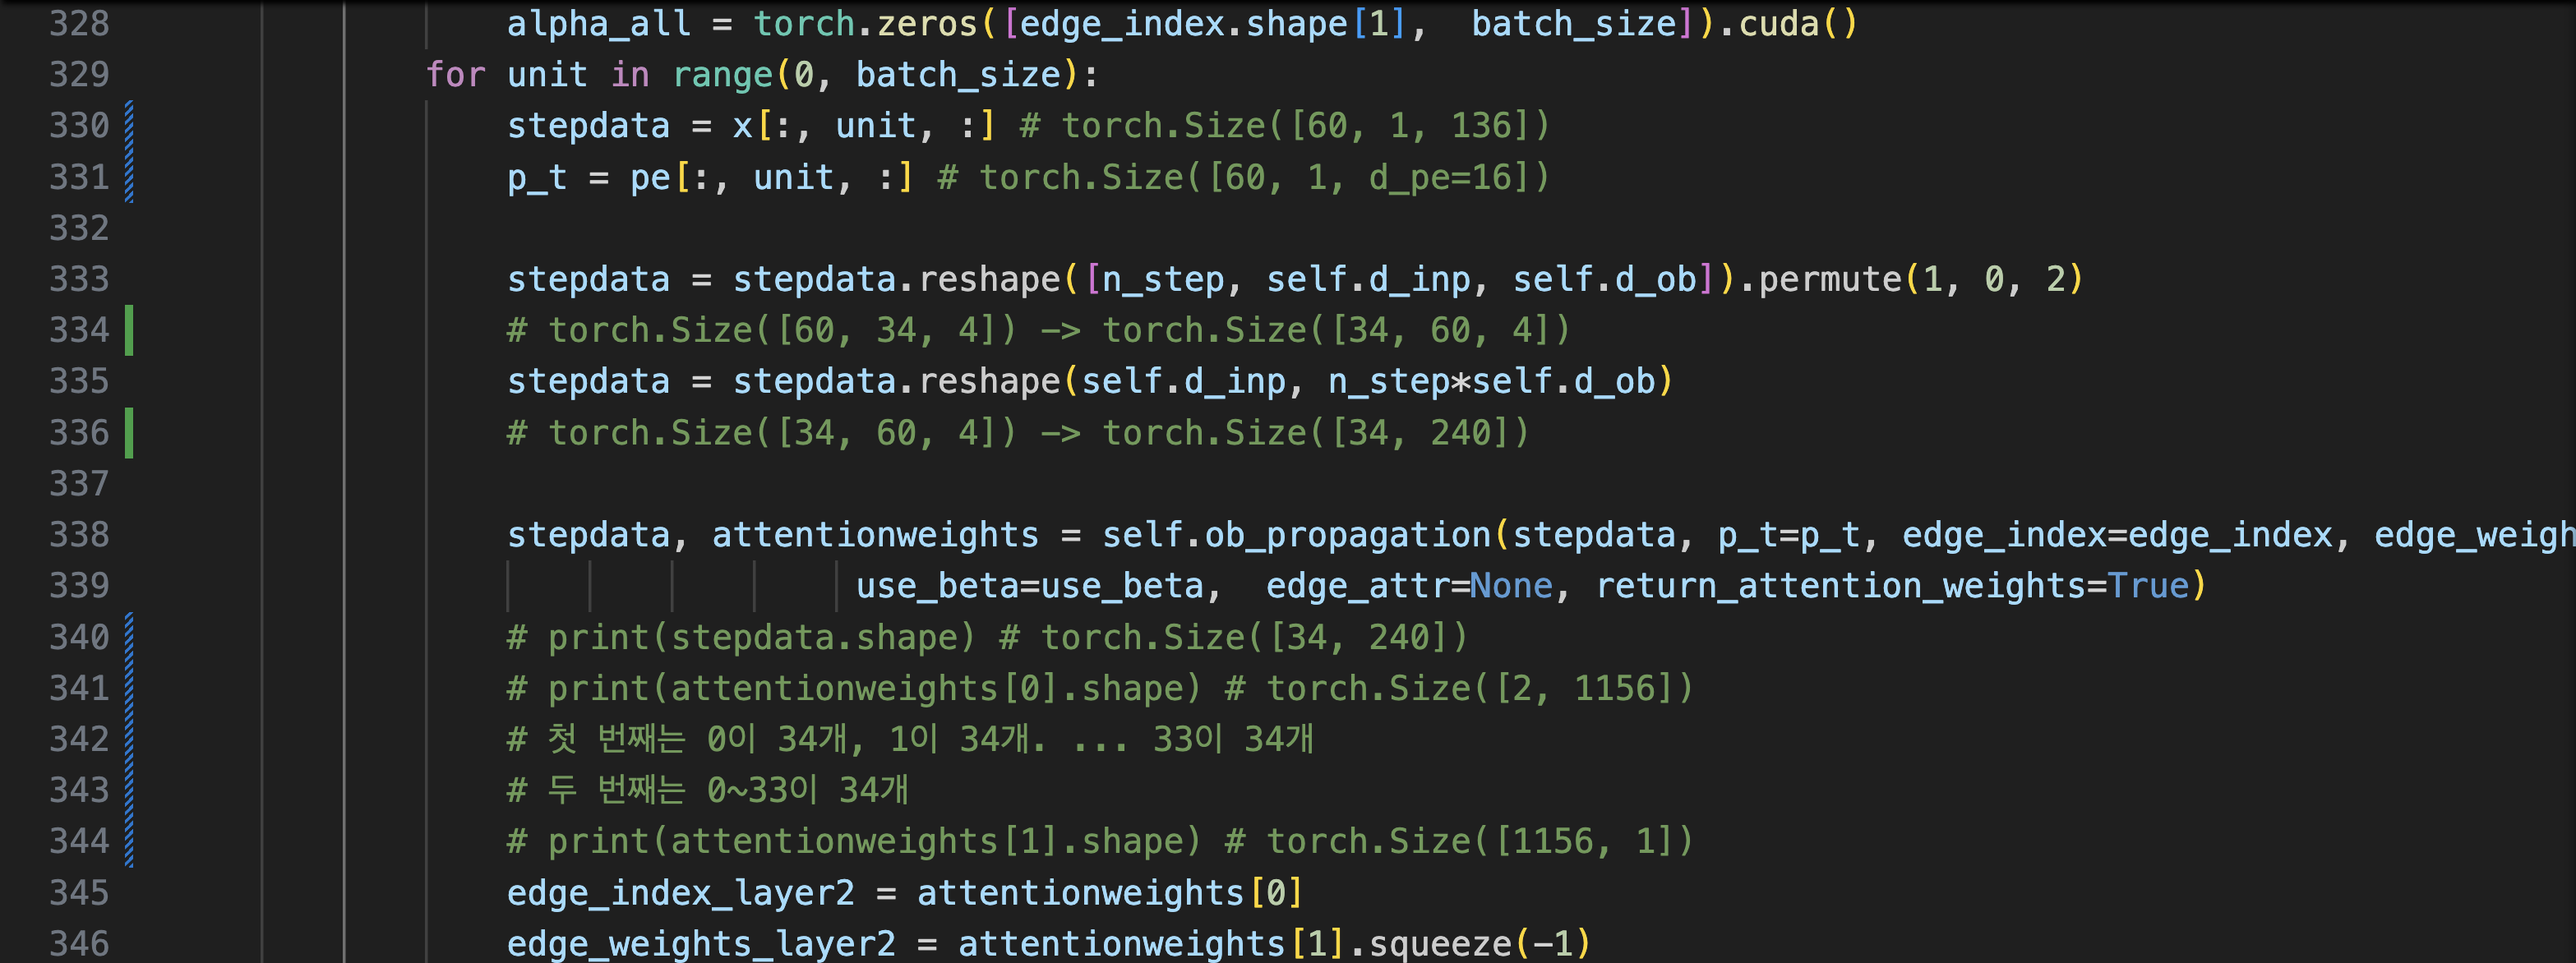 328 alpha_all = torch.zeros([edge_index.shape[1],  batch_size]).cuda()
329 for unit in range(0, batch_size):
330 stepdata = x[:, unit, :] # torch.Size([60, 1, 136])
331 p_t = pe[:, unit, :] # torch.Size([60, 1, d_pe=16])
332
333 stepdata = stepdata.reshape([n_step, self.d_inp, self.d_ob]).permute(1, 0, 2)
334 # torch.Size([60, 34, 4]) -> torch.Size([34, 60, 4])
335 stepdata = stepdata.reshape(self.d_inp, n_step*self.d_ob)
336 # torch.Size([34, 60, 4]) -> torch.Size([34, 240])
337
338 stepdata, attentionweights = self.ob_propagation(stepdata, p_t=p_t, edge_index=edge_index, edge_weigh
339 use_beta=use_beta,  edge_attr=None, return_attention_weights=True)
340 # print(stepdata.shape) # torch.Size([34, 240])
341 # print(attentionweights[0].shape) # torch.Size([2, 1156])
342 # 첫 번째는 0이 34개, 1이 34개. ... 33이 34개
343 # 두 번째는 0~33이 34개
344 # print(attentionweights[1].shape) # torch.Size([1156, 1])
345 edge_index_layer2 = attentionweights[0]
346 edge_weights_layer2 = attentionweights[1].squeeze(-1)